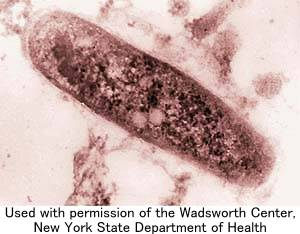 Used with permission of the Wadsworth Center,
New York State Department of Health